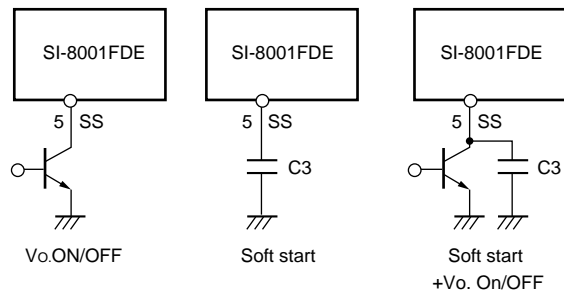 SI-8001FDE
5 SS
Vo.ON/OFF
SI-8001FDE
5 SS
C3
Soft start
SI-8001FDE
5 SS
C3
Soft start
+Vo. On/OFF